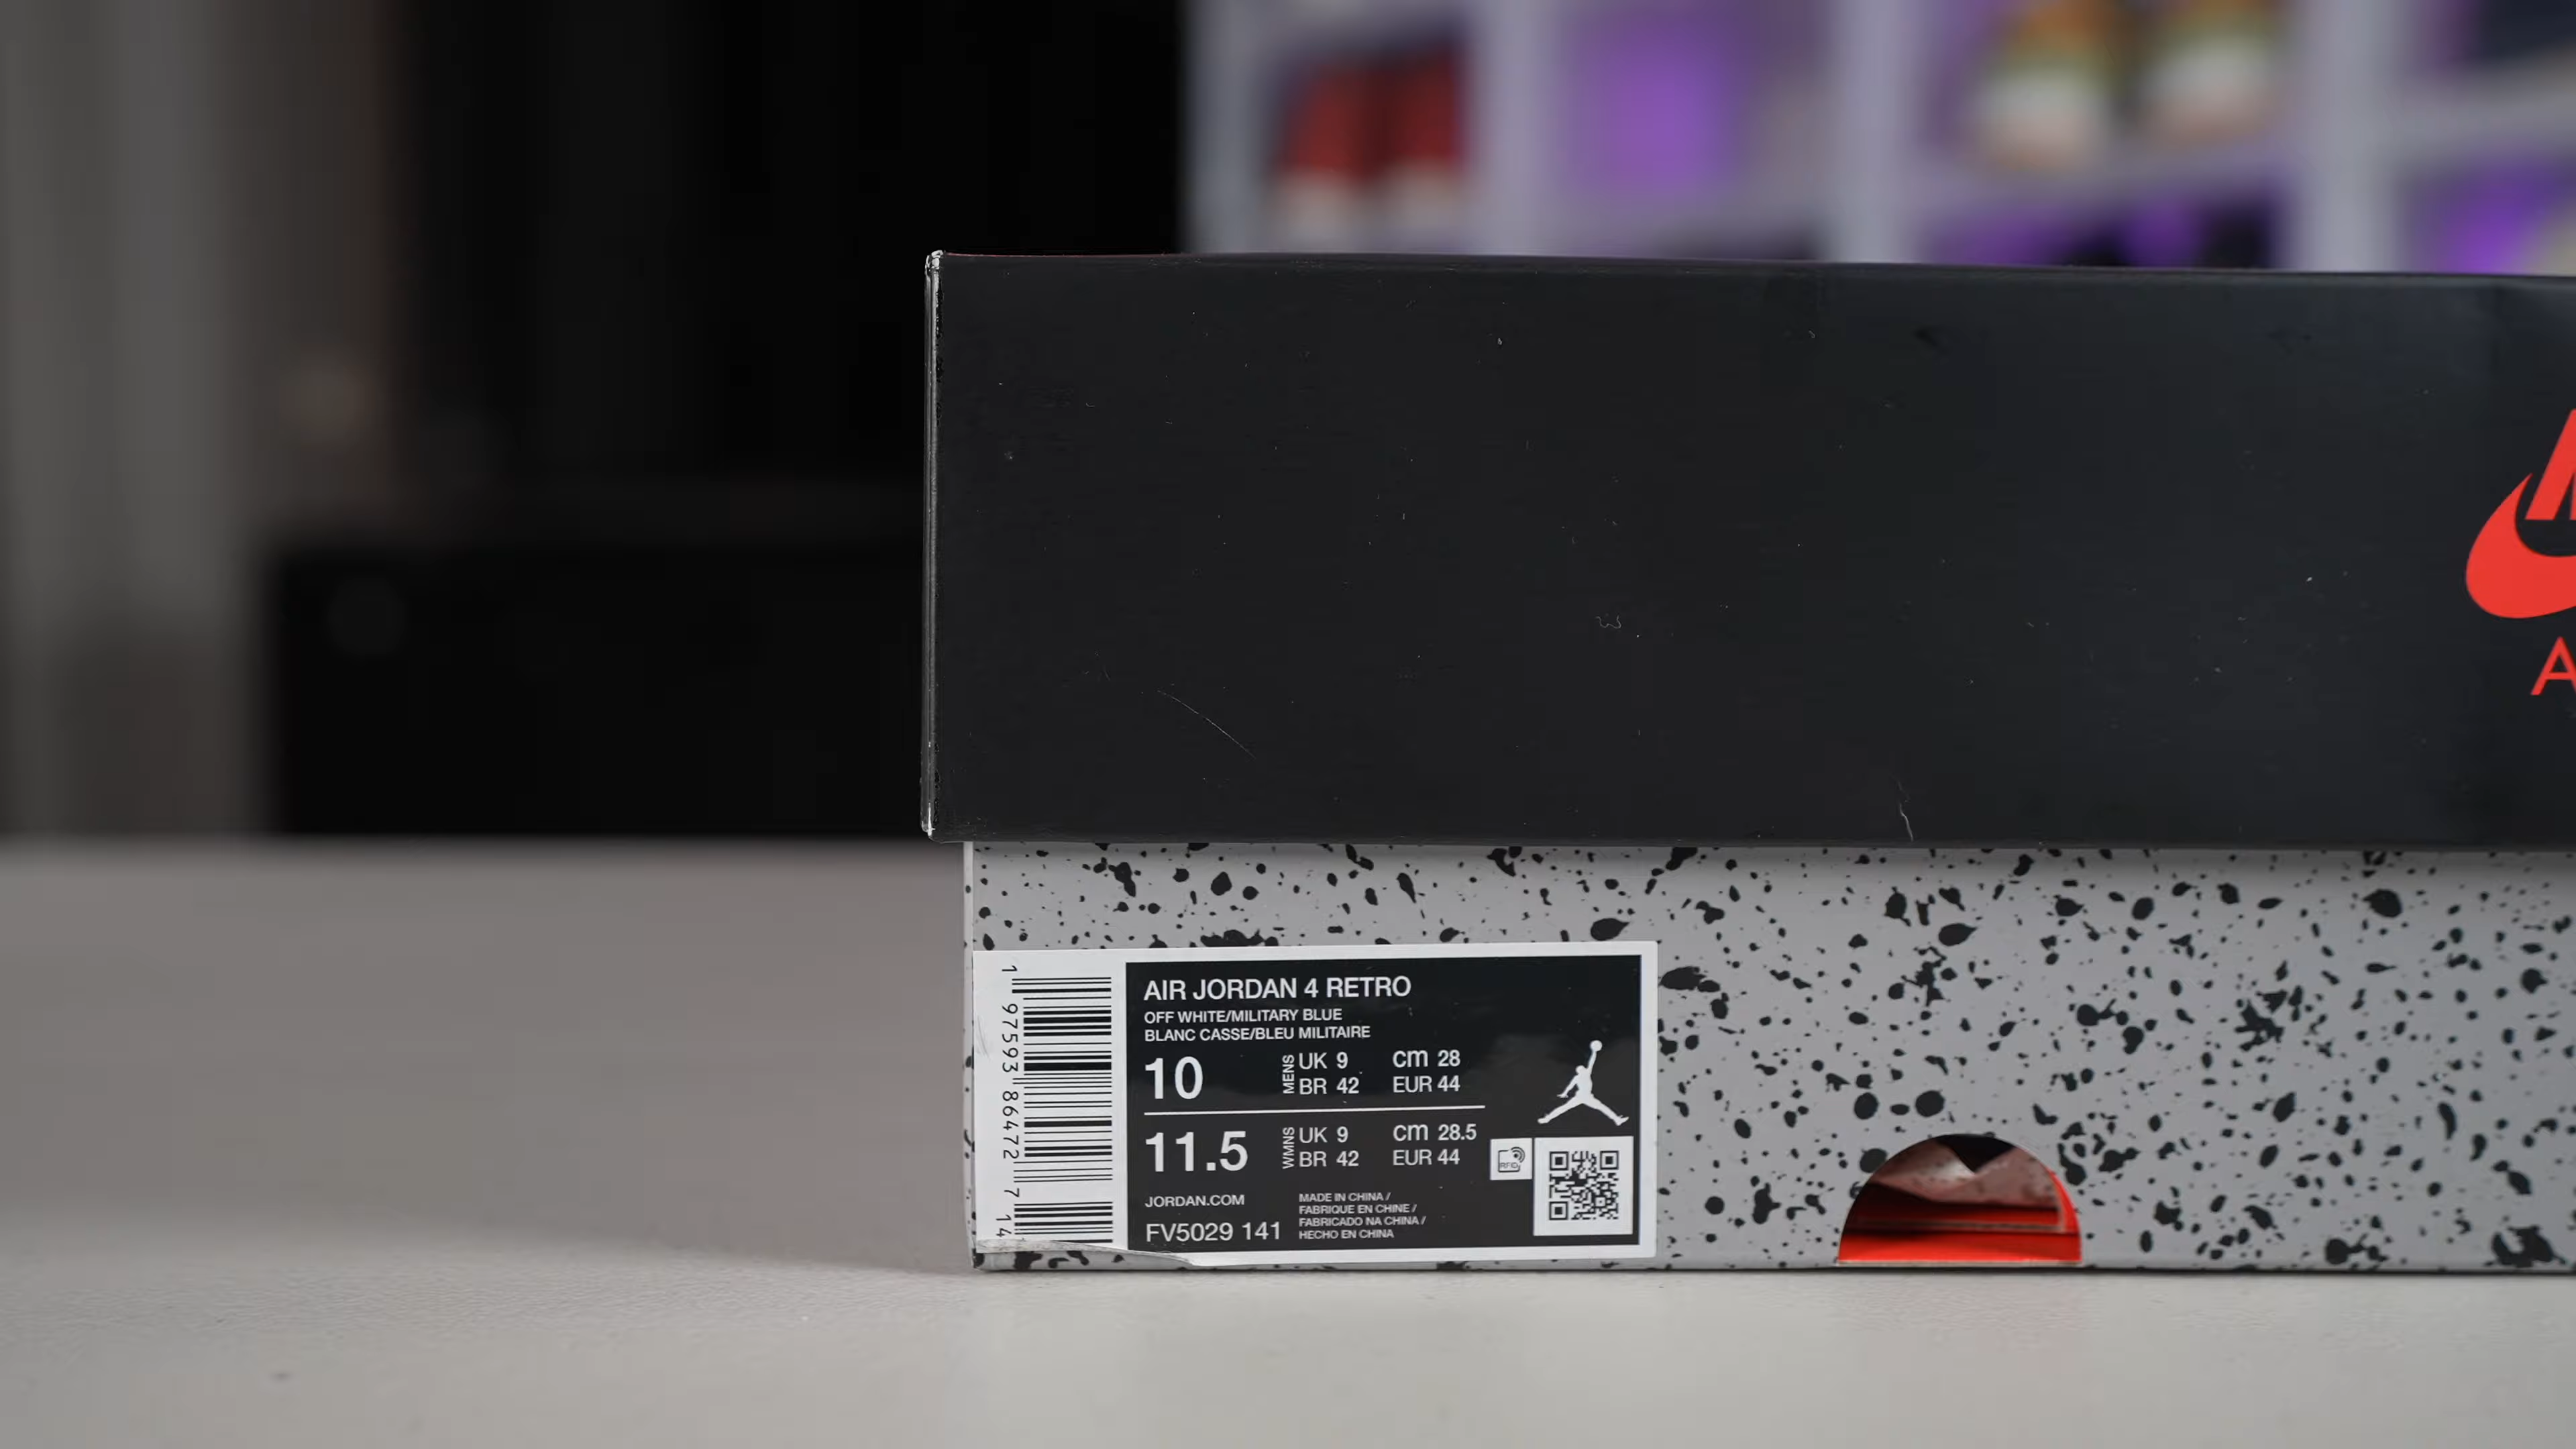 AIR JORDAN 4 RETRO
OFF WHITE/MILITARY BLUE
BLANC CASSE/BLEU MILITAIRE
10 MENS UK 9 cm 28
BR 42 EUR 44
11.5 WMNS UK 9 cm 28.5
BR 42 EUR 44
JORDAN.COM
FV5029 141
MADE IN CHINA /
FABRIQUE EN CHINE /
FABRICADO NA CHINA /
HECHO EN CHINA
RFID
1 97593 86472 7 14
A